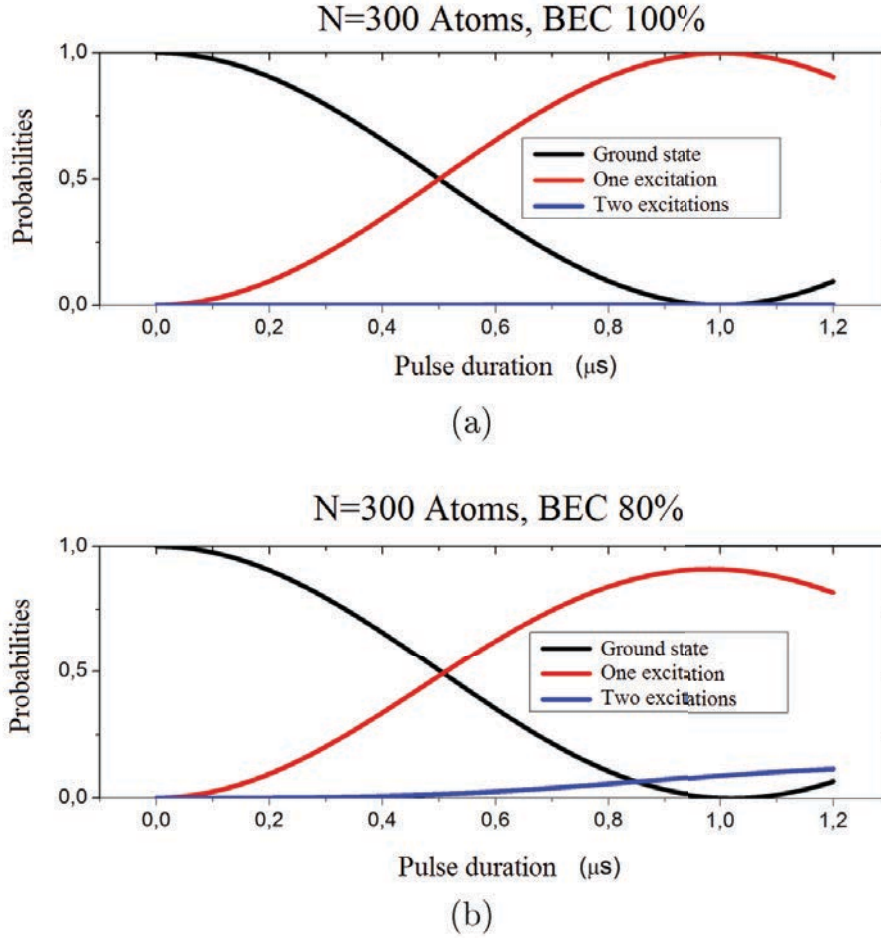 N=300 Atoms, BEC 100%
1,0
0,5
0,0
Probabilities
Ground state
One excitation
Two excitations
0,0 0,2 0,4 0,6 0,8 1,0 1,2
Pulse duration (μs)
(a)
N=300 Atoms, BEC 80%
1,0
0,5
0,0
Probabilities
Ground state
One excitation
Two excitations
0,0 0,2 0,4 0,6 0,8 1,0 1,2
Pulse duration (μs)
(b)